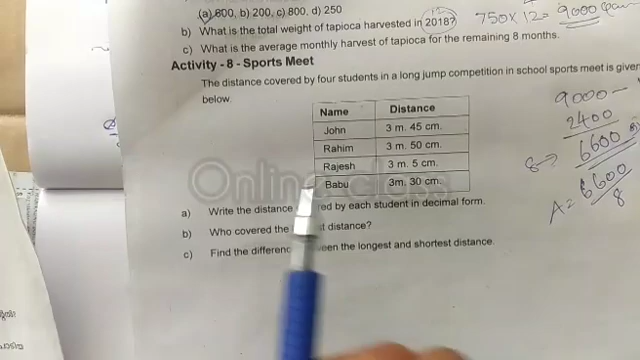 (a) 600, b) 200, c) 800, d) 250
b) What is the total weight of tapioca harvested in 2018?
750 x 12 = 9000
c) What is the average monthly harvest of tapioca for the remaining 8 months.
Activity - 8 - Sports Meet
The distance covered by four students in a long jump competition in school sports meet is given
below.
Name Distance
John 3 m. 45 cm.
Rahim 3 m. 50 cm.
Rajesh 3 m. 5 cm.
Babu 3m. 30 cm.
a) Write the distance by each student in decimal form.
b) Who covered the distance?
c) Find the difference the longest and shortest distance.
9000 -
2400
8 → 6600
A = 6600
8
Online class